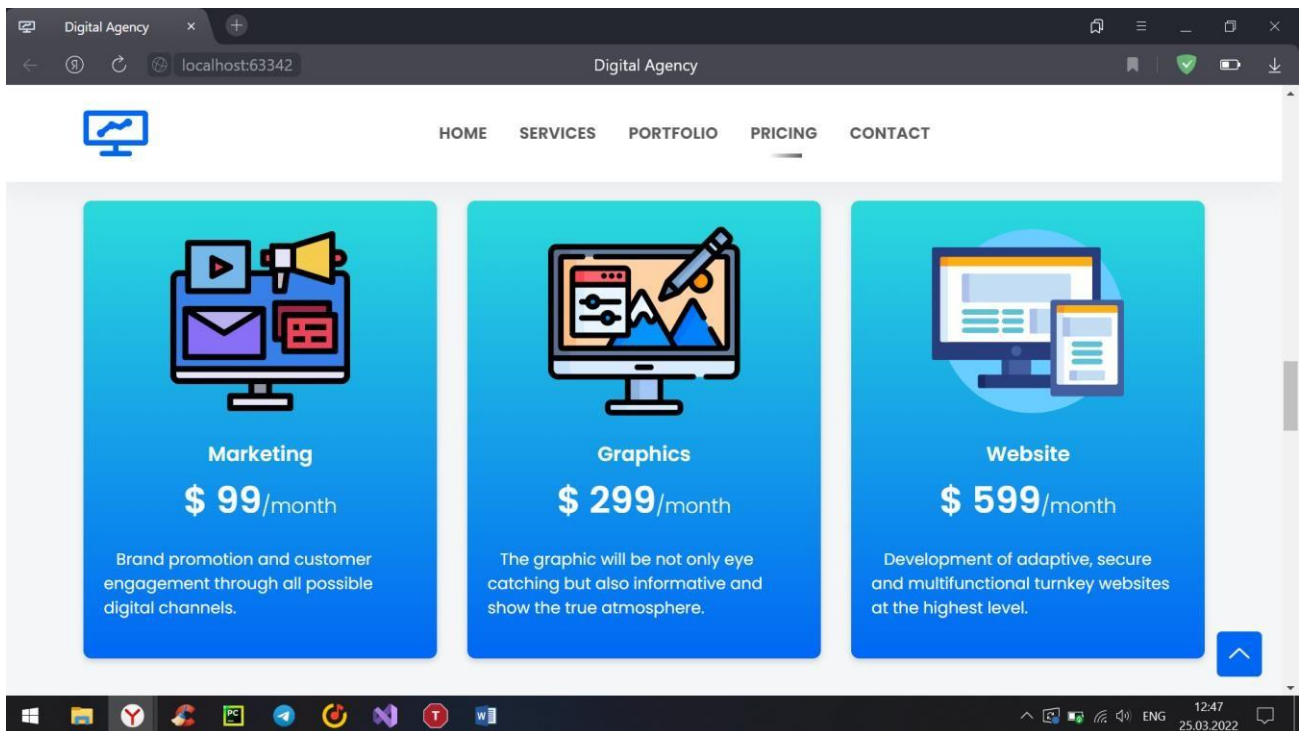 Digital Agency
Я localhost:63342 Digital Agency
HOME SERVICES PORTFOLIO PRICING CONTACT
Marketing
$ 99/month
Brand promotion and customer
engagement through all possible
digital channels.
Graphics
$ 299/month
The graphic will be not only eye
catching but also informative and
show the true atmosphere.
Website
$ 599/month
Development of adaptive, secure
and multifunctional turnkey websites
at the highest level.
Y PC T W ENG 12:47
25.03.2022